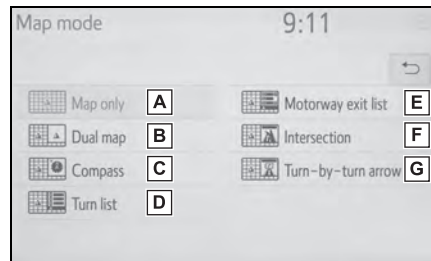 Map mode 9:11
Map only A
Dual map B
Compass C
Turn list D
Motorway exit list E
Intersection F
Turn-by-turn arrow G